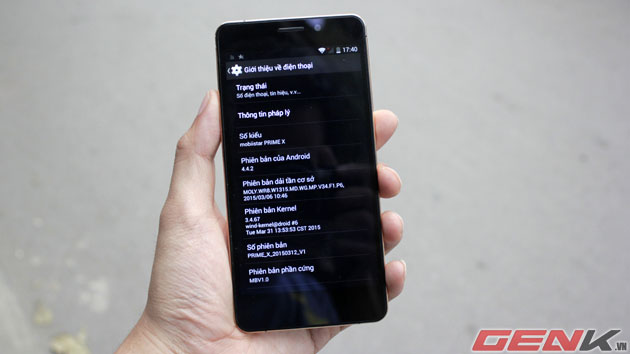 17:40
Giới thiệu về điện thoại
Trạng thái
Số điện thoại, tín hiệu, v.v...
Thông tin pháp lý
Số kiểu
mobiistar PRIME X
Phiên bản của Android
4.4.2
Phiên bản dải tần cơ sở
MOLY.WR8.W1315.MD.WG.MP.V34.F1.P6,
2015/03/06 10:46
Phiên bản Kernel
3.4.67
wind-kernel@droid #6
Tue Mar 31 13:53:53 CST 2015
Số phiên bản
PRIME_X_20150312_V1
Phiên bản phần cứng
MBV1.0
GENK.VN